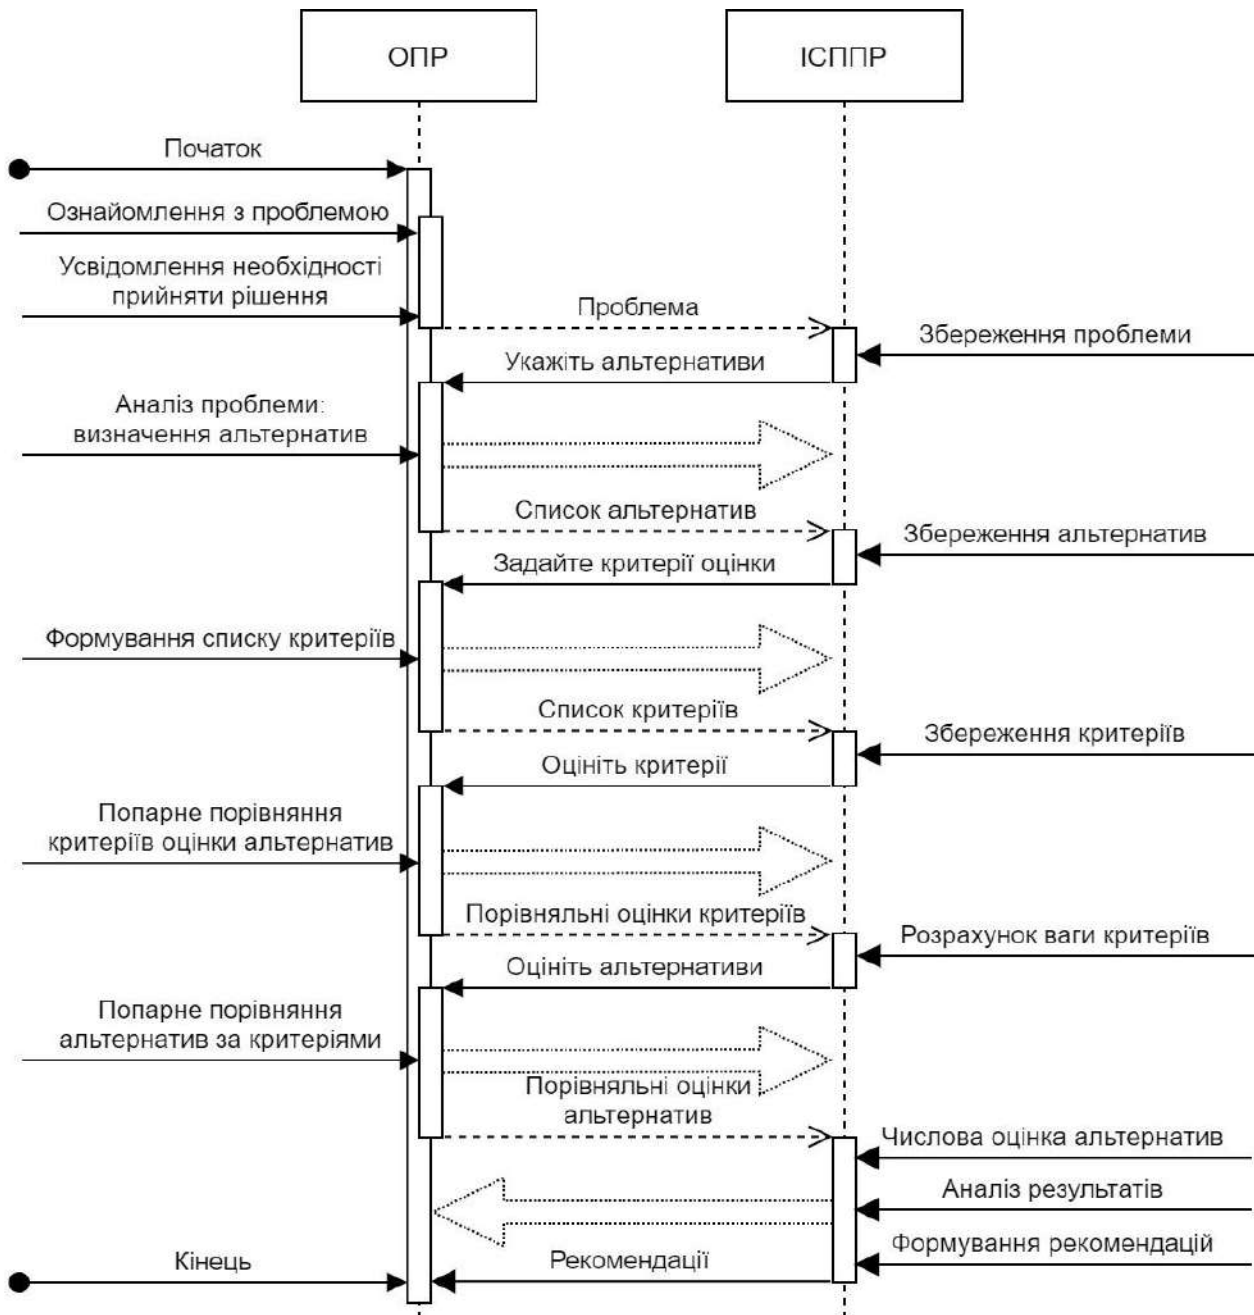 ОПР
ІСППР
Початок
Ознайомлення з проблемою
Усвідомлення необхідності
прийняти рішення
Проблема
Збереження проблеми
Укажіть альтернативи
Аналіз проблеми:
визначення альтернатив
Список альтернатив
Збереження альтернатив
Задайте критерії оцінки
Формування списку критеріїв
Список критеріїв
Збереження критеріїв
Оцініть критерії
Попарне порівняння
критеріїв оцінки альтернатив
Порівняльні оцінки критеріїв
Розрахунок ваги критеріїв
Оцініть альтернативи
Попарне порівняння
альтернатив за критеріями
Порівняльні оцінки
альтернатив
Числова оцінка альтернатив
Аналіз результатів
Формування рекомендацій
Кінець
Рекомендації